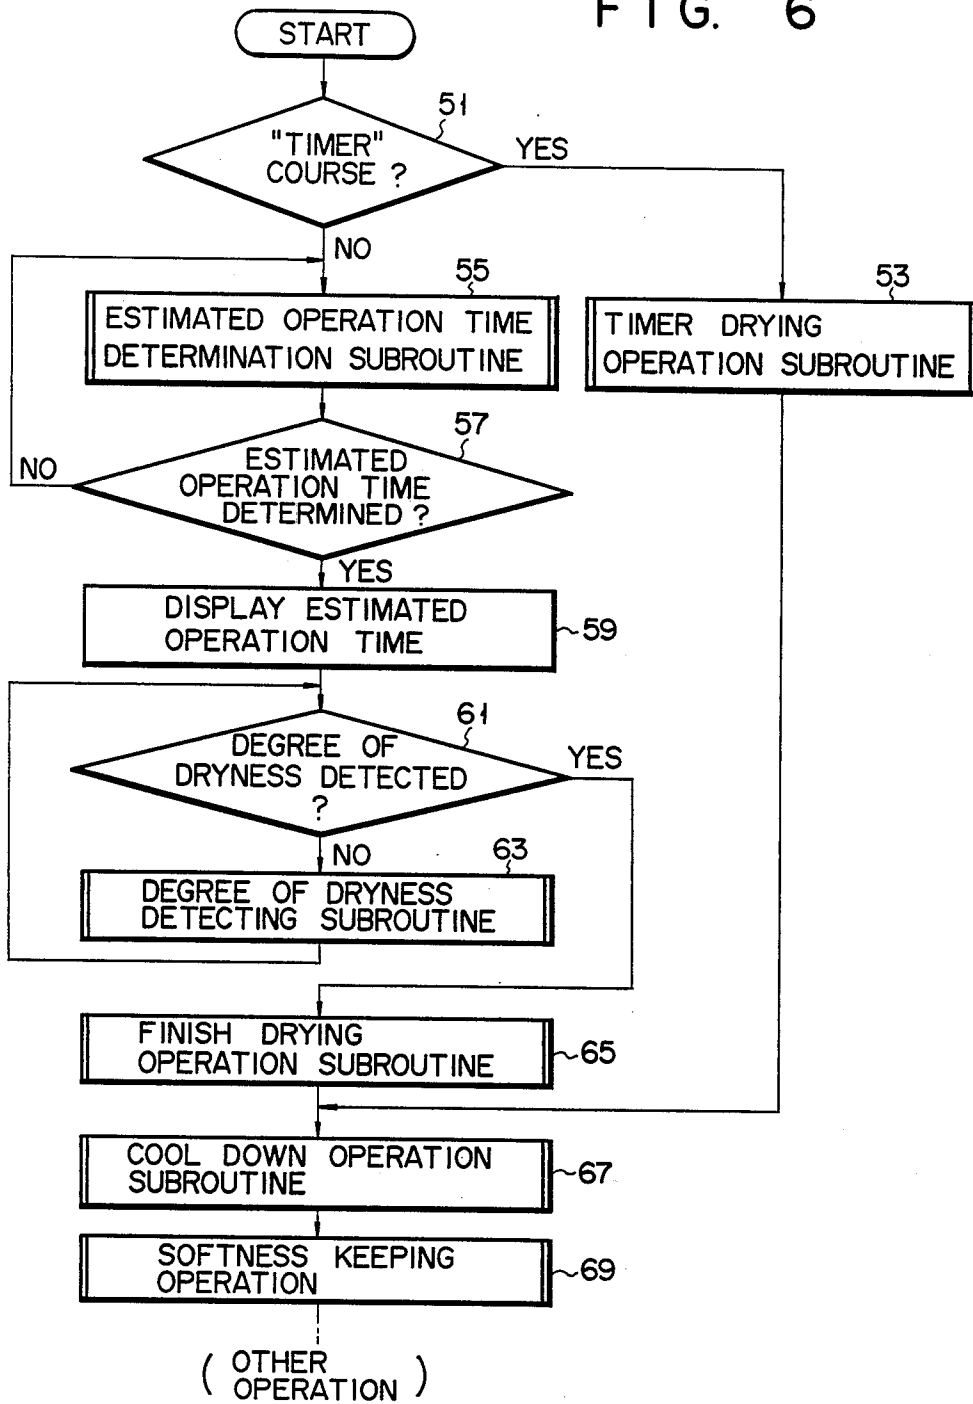 FIG. 6
START
51
"TIMER"
COURSE ?
YES
NO
55
ESTIMATED OPERATION TIME
DETERMINATION SUBROUTINE
53
TIMER DRYING
OPERATION SUBROUTINE
57
ESTIMATED
OPERATION TIME
DETERMINED ?
NO
YES
DISPLAY ESTIMATED
OPERATION TIME
59
61
DEGREE OF
DRYNESS DETECTED
?
YES
NO
63
DEGREE OF DRYNESS
DETECTING SUBROUTINE
FINISH DRYING
OPERATION SUBROUTINE
65
COOL DOWN OPERATION
SUBROUTINE
67
SOFTNESS KEEPING
OPERATION
69
( OTHER
OPERATION )